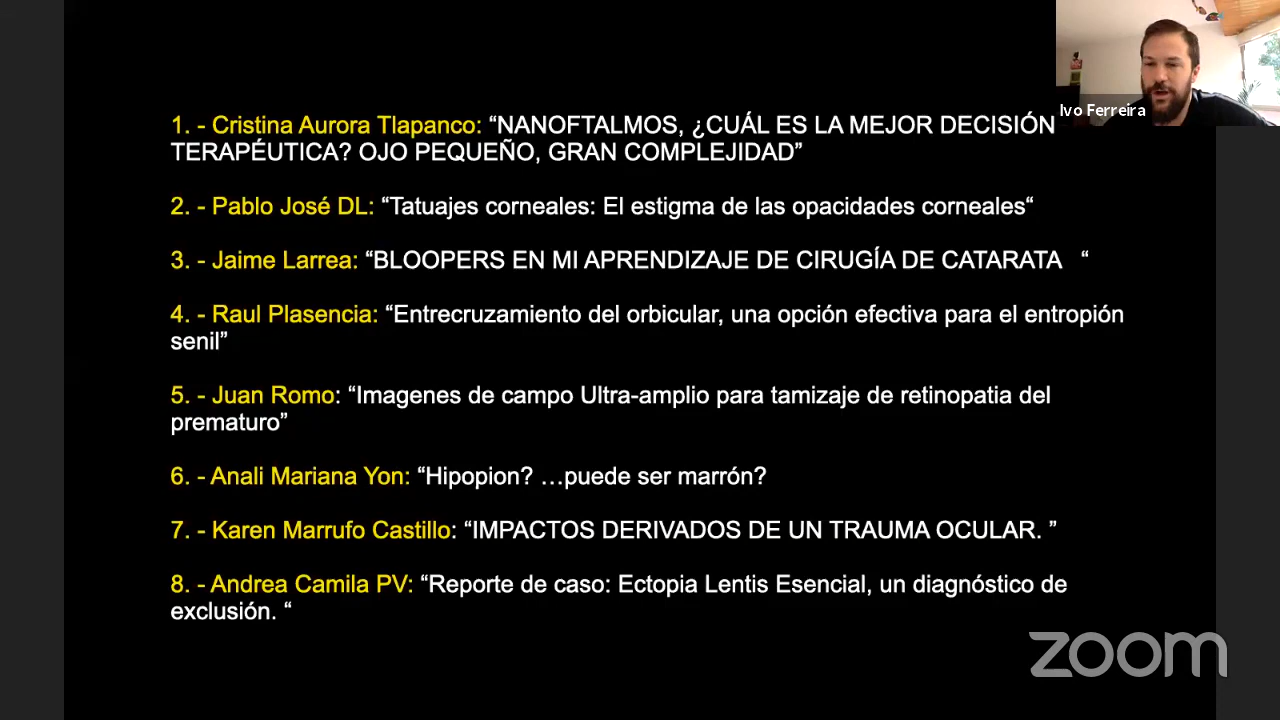 Ivo Ferreira
1. - Cristina Aurora Tlapanco: “NANOFTALMOS, ¿CUÁL ES LA MEJOR DECISIÓN
TERAPÉUTICA? OJO PEQUEÑO, GRAN COMPLEJIDAD”
2. - Pablo José DL: “Tatuajes corneales: El estigma de las opacidades corneales“
3. - Jaime Larrea: “BLOOPERS EN MI APRENDIZAJE DE CIRUGÍA DE CATARATA “
4. - Raul Plasencia: “Entrecruzamiento del orbicular, una opción efectiva para el entropión
senil”
5. - Juan Romo: “Imagenes de campo Ultra-amplio para tamizaje de retinopatia del
prematuro”
6. - Anali Mariana Yon: “Hipopion? …puede ser marrón?
7. - Karen Marrufo Castillo: “IMPACTOS DERIVADOS DE UN TRAUMA OCULAR. ”
8. - Andrea Camila PV: “Reporte de caso: Ectopia Lentis Esencial, un diagnóstico de
exclusión. “
zoom